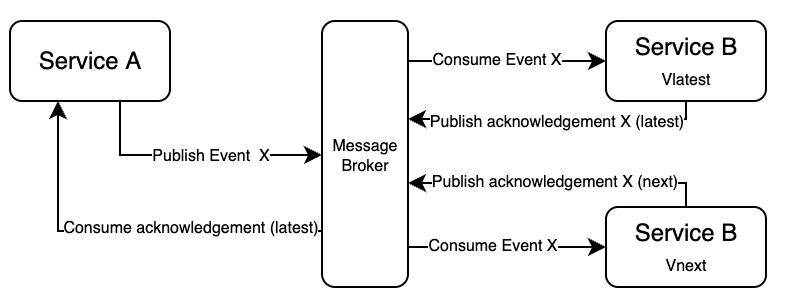 Service A
Service B
Vlatest
Consume Event X
Publish acknowledgement X (latest)
Publish Event X
Message
Broker
Publish acknowledgement X (next)
Consume acknowledgement (latest)
Consume Event X
Service B
Vnext